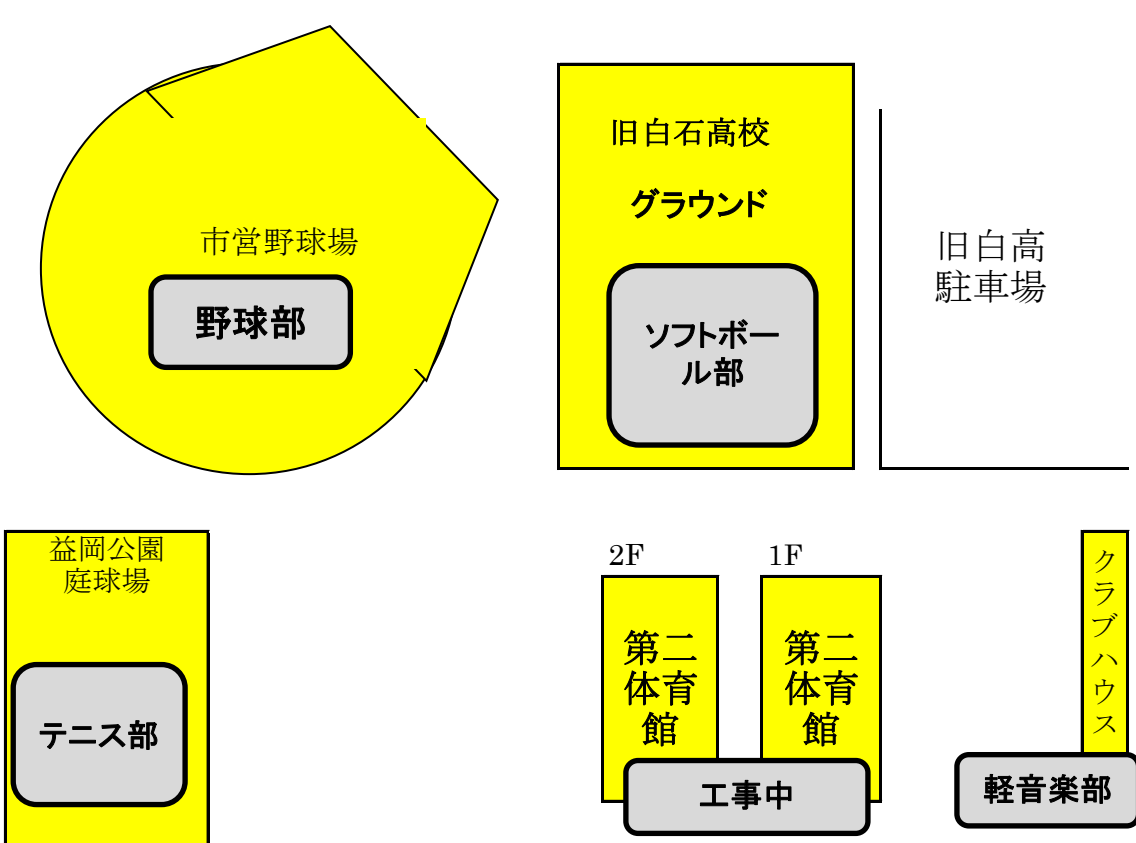 市営野球場
野球部
旧白石高校
グラウンド
ソフトボー
ル部
旧白高
駐車場
益岡公園
庭球場
テニス部
2F
第二
体育
館
1F
第二
体育
館
工事中
クラブハウス
軽音楽部